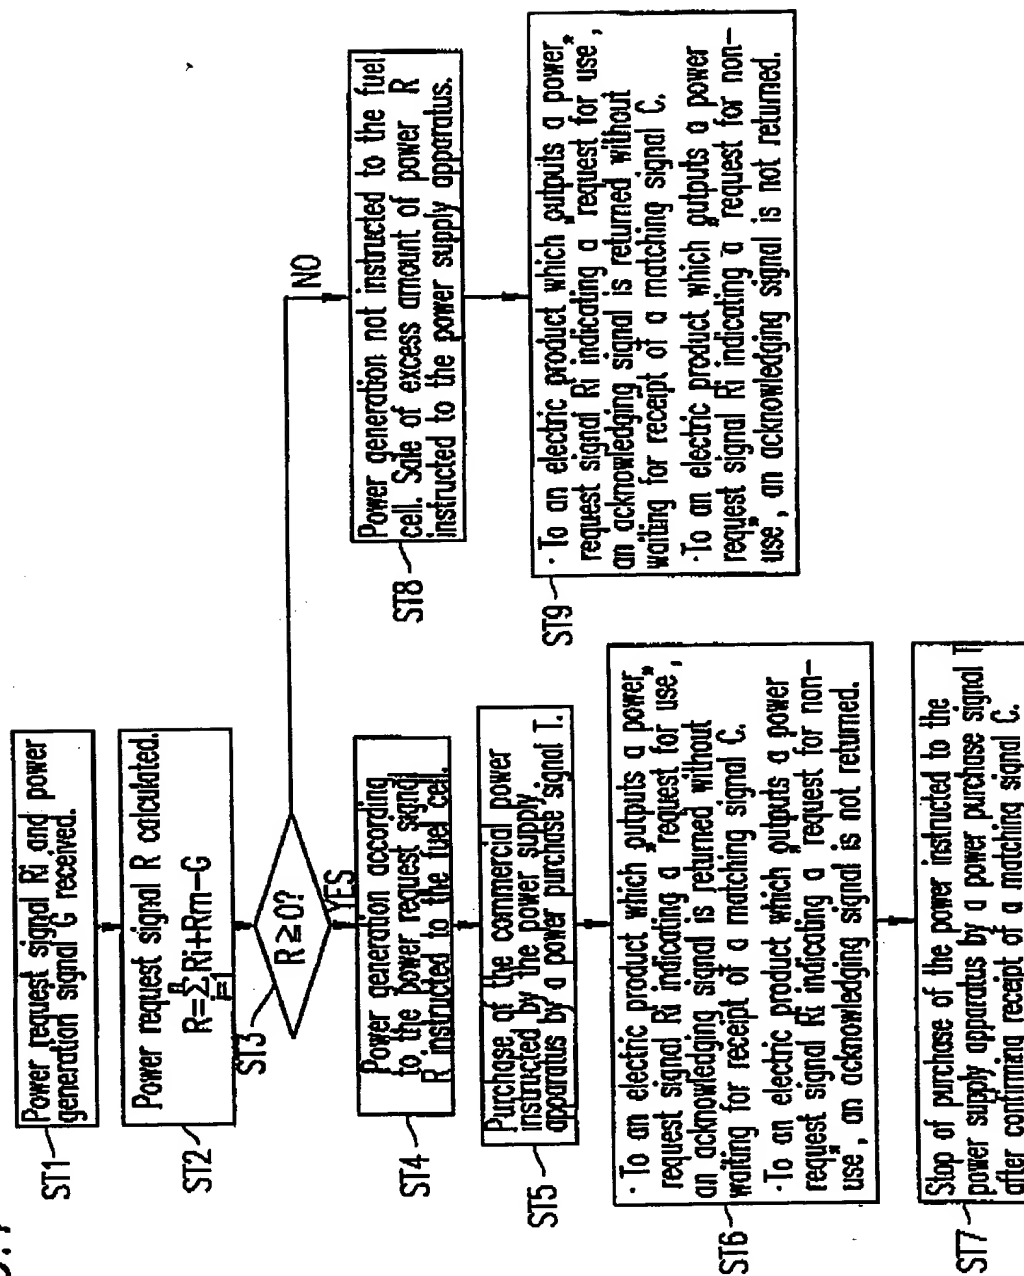 ST1
Power request signal Ri and power
generation signal G received.
ST2
Power request signal R calculated.
n
R=ΣRi+Rm−G
i=1
ST3
R≧0?
YES
NO
ST4
Power generation according
to the power request signal
R instructed to the fuel cell.
ST5
Purchase of the commercial power
instructed by the power supply
apparatus by a power purchase signal T.
ST6
· To an electric product which outputs a power
request signal Ri indicating a "request for use",
an acknowledging signal is returned without
waiting for receipt of a matching signal C.
· To an electric product which outputs a power
request signal Ri indicating a "request for non-
use", an acknowledging signal is not returned.
ST7
Stop of purchase of the power instructed to the
power supply apparatus by a power purchase signal T
after confirming receipt of a matching signal C.
ST8
Power generation not instructed to the fuel
cell. Sale of excess amount of power R
instructed to the power supply apparatus.
ST9
· To an electric product which outputs a power
request signal Ri indicating a "request for use",
an acknowledging signal is returned without
waiting for receipt of a matching signal C.
· To an electric product which outputs a power
request signal Ri indicating a "request for non-
use", an acknowledging signal is not returned.